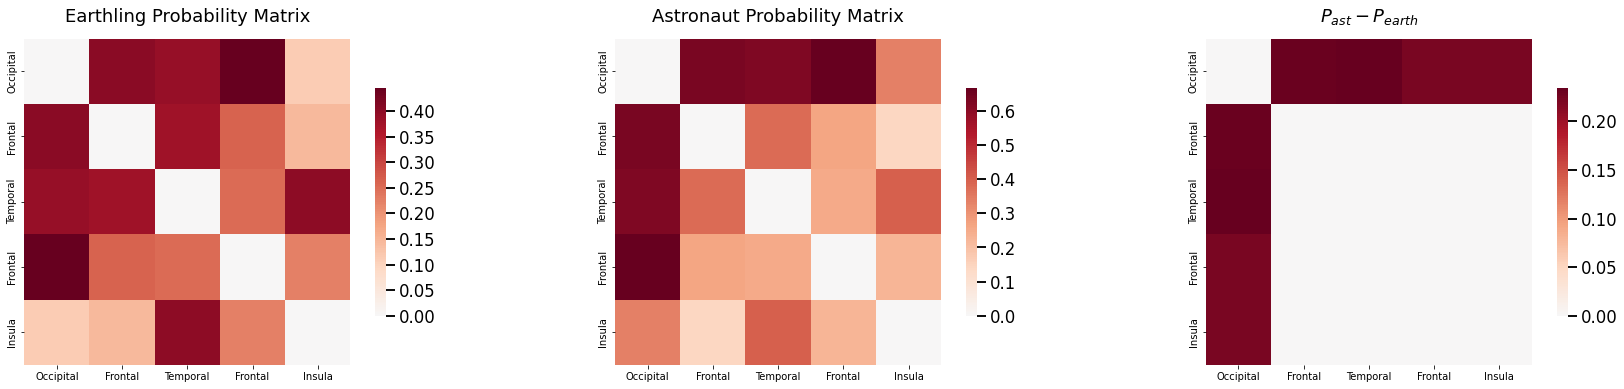 Earthling Probability Matrix
Occipital
Frontal
Temporal
Frontal
Insula
Occipital Frontal Temporal Frontal Insula
0.40
0.35
0.30
0.25
0.20
0.15
0.10
0.05
0.00
Astronaut Probability Matrix
Occipital
Frontal
Temporal
Frontal
Insula
Occipital Frontal Temporal Frontal Insula
0.6
0.5
0.4
0.3
0.2
0.1
0.0
P_{ast} − P_{earth}
Occipital
Frontal
Temporal
Frontal
Insula
Occipital Frontal Temporal Frontal Insula
0.20
0.15
0.10
0.05
0.00